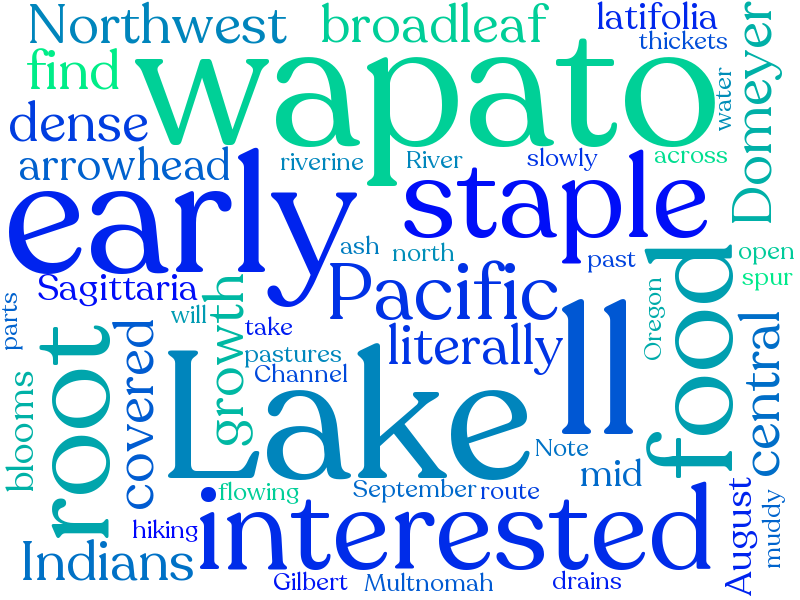 Northwest
broadleaf
latifolia
thickets
find
wapato
water
Domeyer
dense
arrowhead
riverine
River
slowly
across
early
staple
ash
north
past
open
spur
Sagittaria
Pacific
growth
parts
will
take
literally
ll
Oregon
food
root
covered
pastures
Channel
Lake
central
blooms
Note
mid
flowing
September
route
hiking
interested
August
muddy
Indians
Gilbert
Multnomah
drains